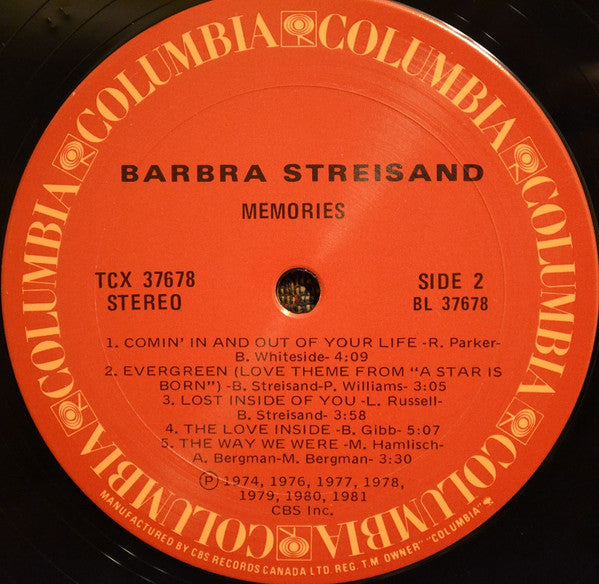 COLUMBIA COLUMBIA COLUMBIA COLUMBIA COLUMBIA COLUMBIA
BARBRA STREISAND
MEMORIES
TCX 37678
STEREO
SIDE 2
BL 37678
1. COMIN' IN AND OUT OF YOUR LIFE -R. Parker-
B. Whiteside- 4:09
2. EVERGREEN (LOVE THEME FROM "A STAR IS
BORN") -B. Streisand-P. Williams- 3:05
3. LOST INSIDE OF YOU -L. Russell-
B. Streisand- 3:58
4. THE LOVE INSIDE -B. Gibb- 5:07
5. THE WAY WE WERE -M. Hamlisch-
A. Bergman-M. Bergman- 3:30
Ⓟ 1974, 1976, 1977, 1978,
1979, 1980, 1981
CBS Inc.
MANUFACTURED BY CBS RECORDS CANADA LTD. REG. T.M OWNER" "COLUMBIA"